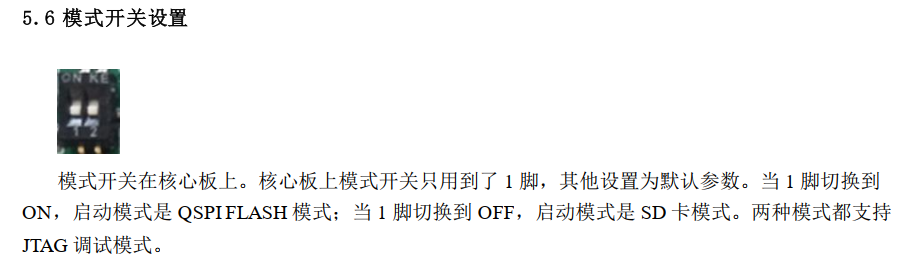 5.6 模式开关设置
ON KE
1 2
模式开关在核心板上。核心板上模式开关只用到了 1 脚，其他设置为默认参数。当 1 脚切换到
ON，启动模式是 QSPI FLASH 模式；当 1 脚切换到 OFF，启动模式是 SD 卡模式。两种模式都支持
JTAG 调试模式。